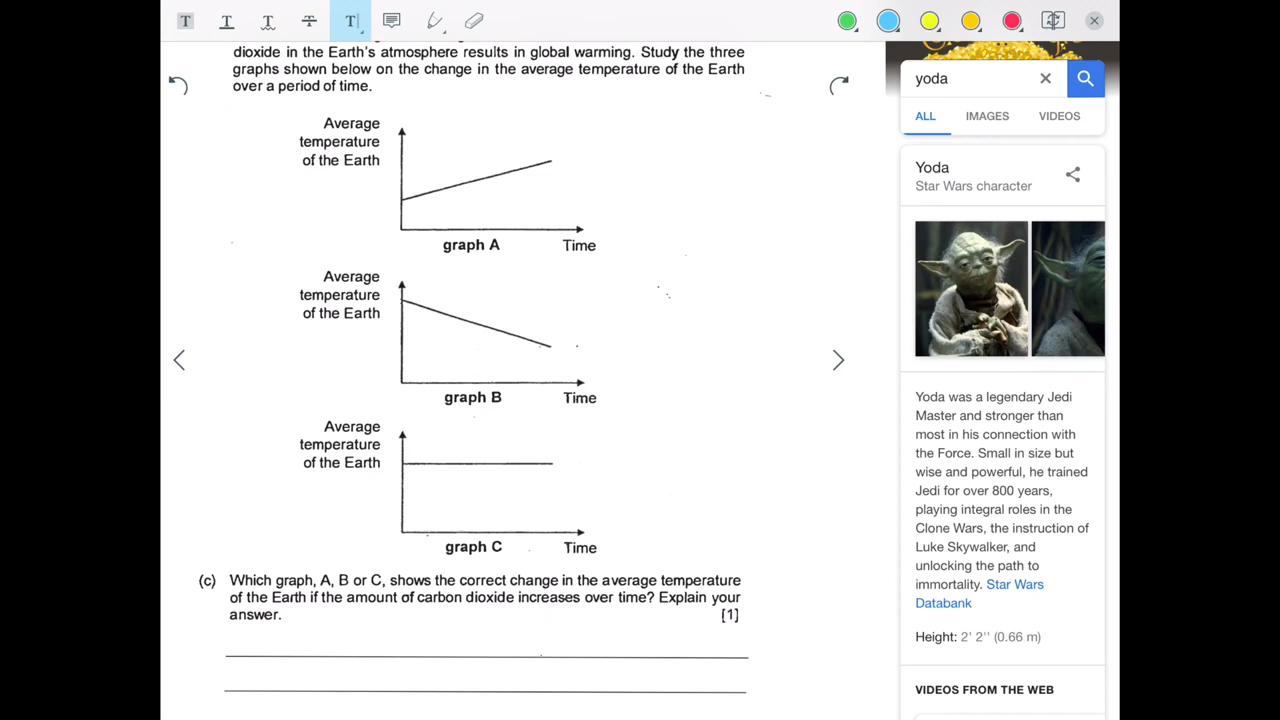 T T T T T
dioxide in the Earth's atmosphere results in global warming. Study the three
graphs shown below on the change in the average temperature of the Earth
over a period of time.
Average
temperature
of the Earth
graph A Time
Average
temperature
of the Earth
graph B Time
Average
temperature
of the Earth
graph C Time
(c) Which graph, A, B or C, shows the correct change in the average temperature
of the Earth if the amount of carbon dioxide increases over time? Explain your
answer. [1]
yoda
ALL IMAGES VIDEOS
Yoda
Star Wars character
Yoda was a legendary Jedi
Master and stronger than
most in his connection with
the Force. Small in size but
wise and powerful, he trained
Jedi for over 800 years,
playing integral roles in the
Clone Wars, the instruction of
Luke Skywalker, and
unlocking the path to
immortality. Star Wars
Databank
Height: 2' 2'' (0.66 m)
VIDEOS FROM THE WEB